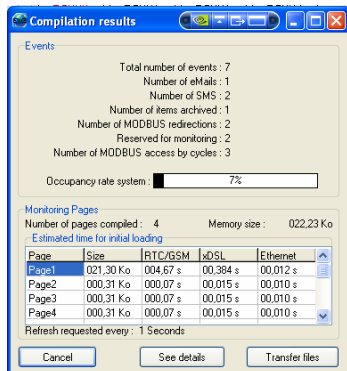 Compilation results
Events
Total number of events : 7
Number of eMails : 1
Number of SMS : 2
Number of items archived : 1
Number of MODBUS redirections : 2
Reserved for monitoring : 2
Number of MODBUS access by cycles : 3
Occupancy rate system : 7%
Monitoring Pages
Number of pages compiled : 4 Memory size : 022,23 Ko
Estimated time for initial loading
Page Size RTC/GSM xDSL Ethernet
Page1 021,30 Ko 004,67 s 00,384 s 00,012 s
Page2 000,31 Ko 000,07 s 00,015 s 00,010 s
Page3 000,31 Ko 000,07 s 00,015 s 00,010 s
Page4 000,31 Ko 000,07 s 00,015 s 00,010 s
Refresh requested every : 1 Seconds
Cancel See details Transfer files